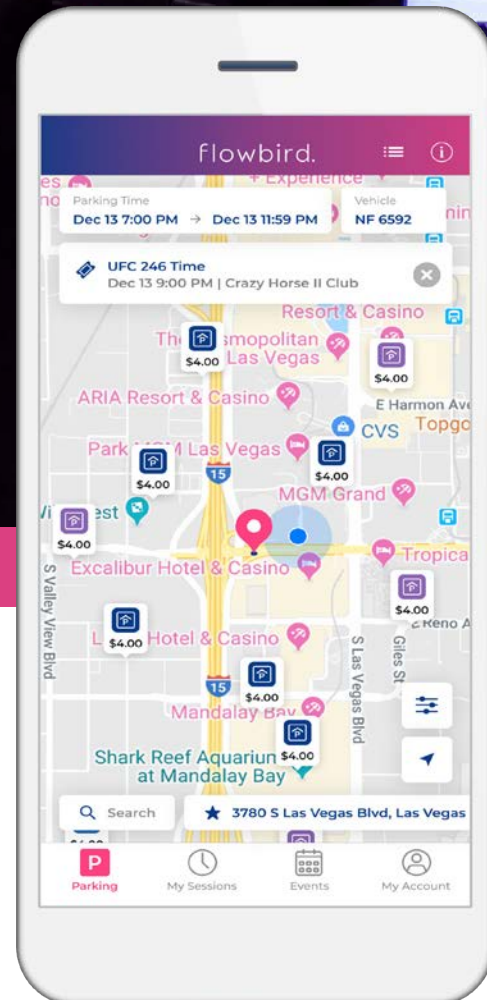 flowbird.
+ Experience
Parking Time
Dec 13 7:00 PM → Dec 13 11:59 PM
Vehicle
NF 6592
UFC 246 Time
Dec 13 9:00 PM | Crazy Horse II Club
Resort & Casino
The
smopolitan
Las Vegas
$4.00
$4.00
ARIA Resort & Casino
E Harmon Ave
CVS
Topgo
Park MGM Las Vegas
$4.00
15
$4.00
MGM Grand
$4.00
Tropica
Excalibur Hotel & Casino
S Valley View Blvd
$4.00
$4.00
Hotel & Casino
S Las Vegas Blvd
Giles St
E Reno A
15
$4.00
Mandalay Bay
Shark Reef Aquarium
$4.00
at Mandalay Bay
Search
3780 S Las Vegas Blvd, Las Vegas
P
Parking
My Sessions
Events
My Account